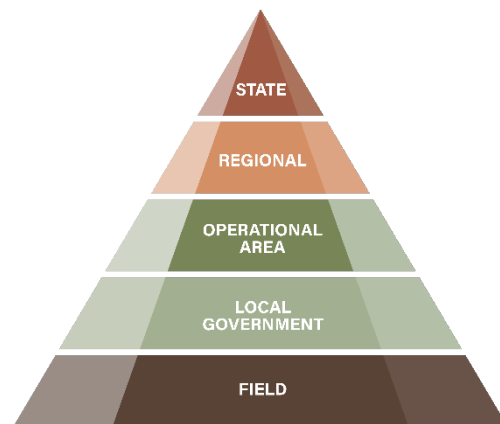 STATE
REGIONAL
OPERATIONAL
AREA
LOCAL
GOVERNMENT
FIELD